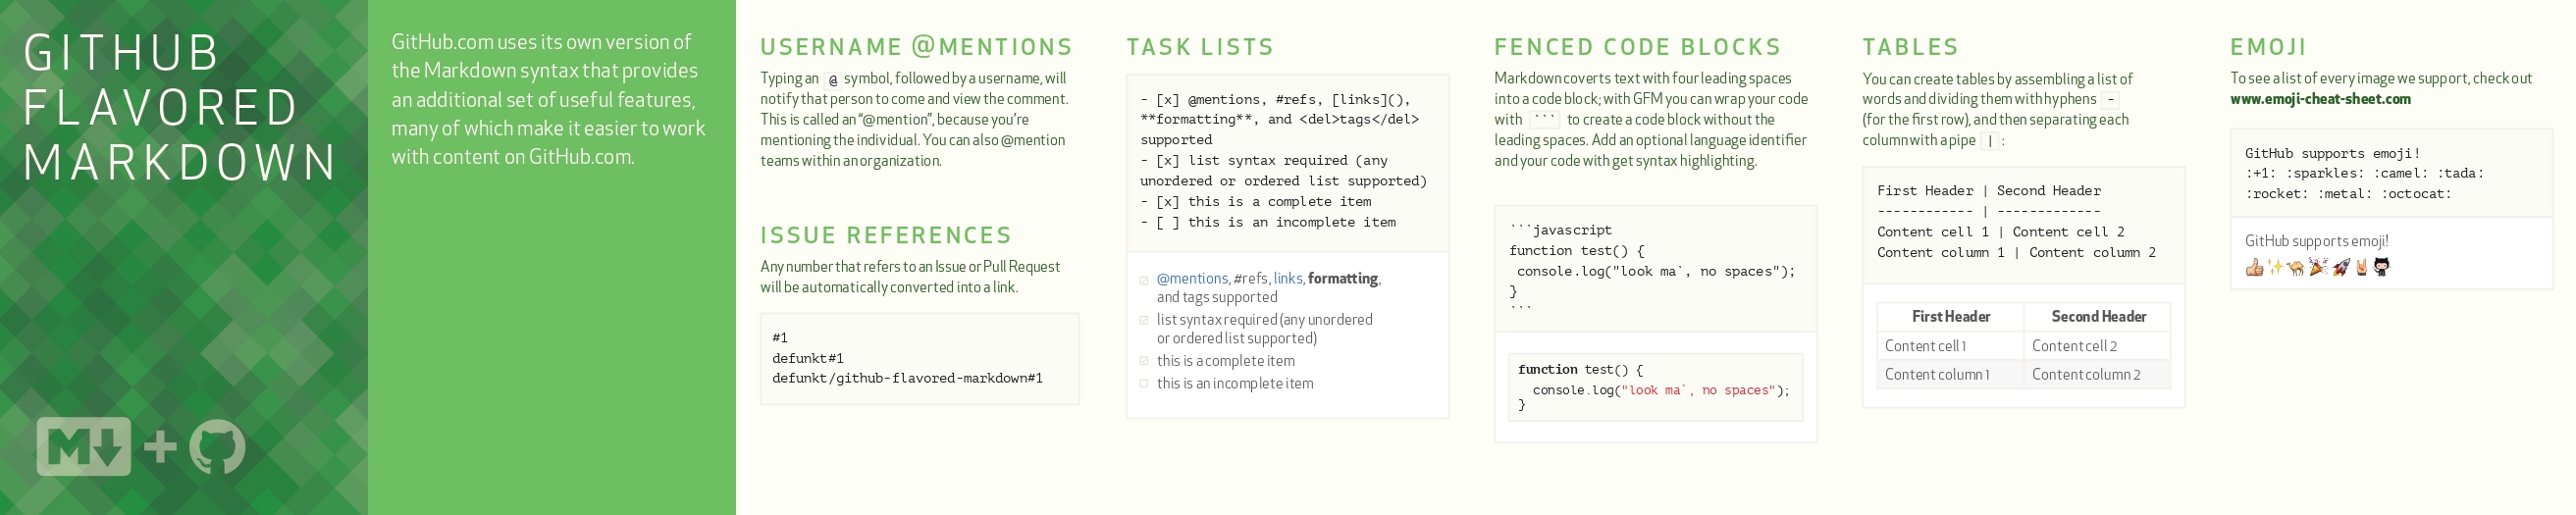 GITHUB
FLAVORED
MARKDOWN
M
GitHub.com uses its own version of
the Markdown syntax that provides
an additional set of useful features,
many of which make it easier to work
with content on GitHub.com.
USERNAME @MENTIONS
Typing an @ symbol, followed by a username, will
notify that person to come and view the comment.
This is called an “@mention”, because you’re
mentioning the individual. You can also @mention
teams within an organization.
ISSUE REFERENCES
Any number that refers to an Issue or Pull Request
will be automatically converted into a link.
#1
defunkt#1
defunkt/github-flavored-markdown#1
TASK LISTS
- [x] @mentions, #refs, [links](),
**formatting**, and <del>tags</del>
supported
- [x] list syntax required (any
unordered or ordered list supported)
- [x] this is a complete item
- [ ] this is an incomplete item
@mentions, #refs, links, formatting,
and tags supported
list syntax required (any unordered
or ordered list supported)
this is a complete item
this is an incomplete item
FENCED CODE BLOCKS
Markdown coverts text with four leading spaces
into a code block; with GFM you can wrap your code
with ``` to create a code block without the
leading spaces. Add an optional language identifier
and your code with get syntax highlighting.
```javascript
function test() {
 console.log("look ma`, no spaces");
}
```
function test() {
  console.log("look ma`, no spaces");
}
TABLES
You can create tables by assembling a list of
words and dividing them with hyphens -
(for the first row), and then separating each
column with a pipe | :
First Header | Second Header
------------ | -------------
Content cell 1 | Content cell 2
Content column 1 | Content column 2
First Header Second Header
Content cell 1 Content cell 2
Content column 1 Content column 2
EMOJI
To see a list of every image we support, check out
www.emoji-cheat-sheet.com
GitHub supports emoji!
:+1: :sparkles: :camel: :tada:
:rocket: :metal: :octocat:
GitHub supports emoji!